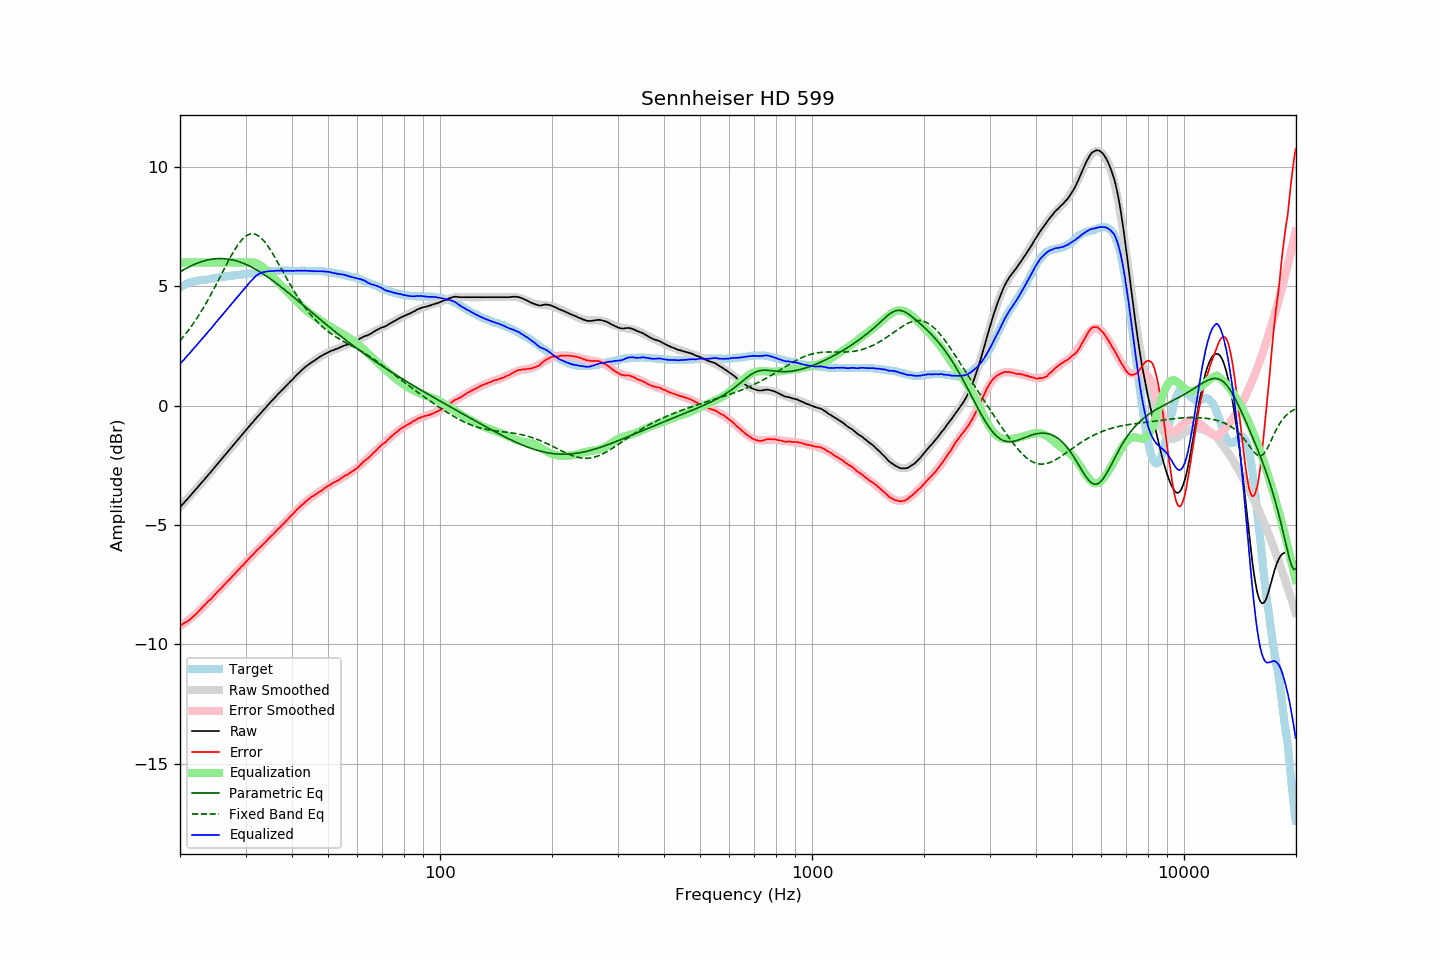 Sennheiser HD 599
10
5
0
−5
−10
−15
Amplitude (dBr)
Target
Raw Smoothed
Error Smoothed
Raw
Error
Equalization
Parametric Eq
Fixed Band Eq
Equalized
100
1000
10000
Frequency (Hz)